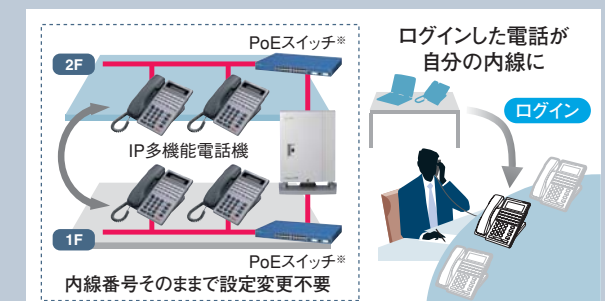 PoEスイッチ※
2F
IP多機能電話機
1F
PoEスイッチ※
内線番号そのままで設定変更不要
ログインした電話が
自分の内線に
ログイン